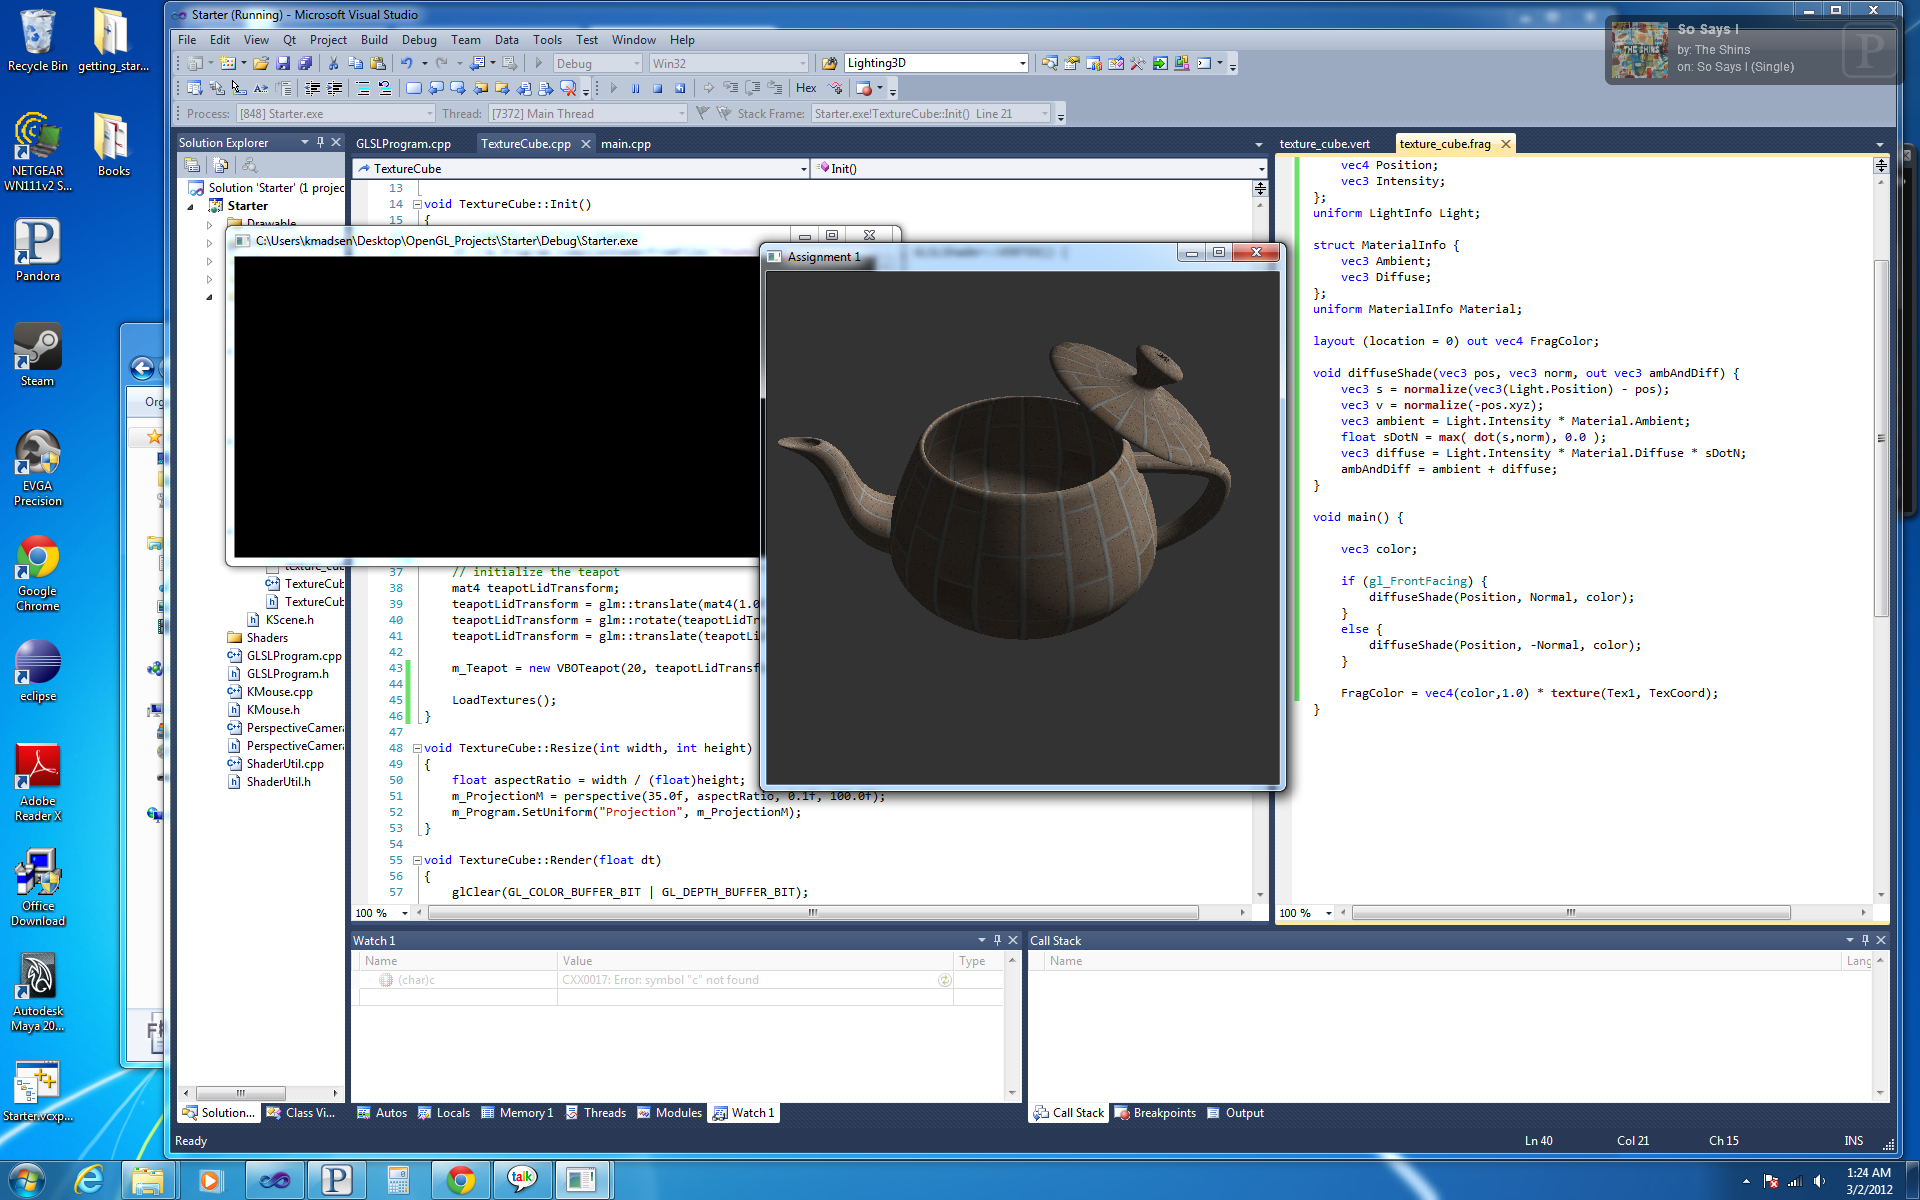 Starter (Running) - Microsoft Visual Studio
File Edit View Qt Project Build Debug Team Data Tools Test Window Help
Debug Win32 Lighting3D
Hex
Process: [848] Starter.exe Thread: [7372] Main Thread Stack Frame: Starter.exe!TextureCube::Init() Line 21
So Says I
by: The Shins
on: So Says I (Single)
Recycle Bin
getting_star...
NETGEAR
WN111v2 S...
Books
Pandora
Steam
EVGA
Precision
Google
Chrome
eclipse
Adobe
Reader X
Office
Download
Autodesk
Maya 20...
Starter.vcxp...
Org
Solution Explorer
Solution 'Starter' (1 projec
Starter
Drawable
TextureCub
TextureCub
KScene.h
Shaders
GLSLProgram.cpp
GLSLProgram.h
KMouse.cpp
KMouse.h
PerspectiveCamera
PerspectiveCamera
ShaderUtil.cpp
ShaderUtil.h
GLSLProgram.cpp TextureCube.cpp main.cpp
TextureCube Init()
13
14 void TextureCube::Init()
15 {
C:\Users\kmadsen\Desktop\OpenGL_Projects\Starter\Debug\Starter.exe
Assignment 1
37 // initialize the teapot
38 mat4 teapotLidTransform;
39 teapotLidTransform = glm::translate(mat4(1.0
40 teapotLidTransform = glm::rotate(teapotLidT
41 teapotLidTransform = glm::translate(teapotLi
42
43 m_Teapot = new VBOTeapot(20, teapotLidTransf
44
45 LoadTextures();
46 }
47
48 void TextureCube::Resize(int width, int height)
49 {
50 float aspectRatio = width / (float)height;
51 m_ProjectionM = perspective(35.0f, aspectRatio, 0.1f, 100.0f);
52 m_Program.SetUniform("Projection", m_ProjectionM);
53 }
54
55 void TextureCube::Render(float dt)
56 {
57 glClear(GL_COLOR_BUFFER_BIT | GL_DEPTH_BUFFER_BIT);
100 %
texture_cube.vert texture_cube.frag
vec4 Position;
vec3 Intensity;
};
uniform LightInfo Light;
struct MaterialInfo {
vec3 Ambient;
vec3 Diffuse;
};
uniform MaterialInfo Material;
layout (location = 0) out vec4 FragColor;
void diffuseShade(vec3 pos, vec3 norm, out vec3 ambAndDiff) {
vec3 s = normalize(vec3(Light.Position) - pos);
vec3 v = normalize(-pos.xyz);
vec3 ambient = Light.Intensity * Material.Ambient;
float sDotN = max( dot(s,norm), 0.0 );
vec3 diffuse = Light.Intensity * Material.Diffuse * sDotN;
ambAndDiff = ambient + diffuse;
}
void main() {
vec3 color;
if (gl_FrontFacing) {
diffuseShade(Position, Normal, color);
}
else {
diffuseShade(Position, -Normal, color);
}
FragColor = vec4(color,1.0) * texture(Tex1, TexCoord);
}
100 %
Watch 1
Name Value Type
(char)c CXX0017: Error: symbol "c" not found
Call Stack
Name Lang
Solution... Class Vi... Autos Locals Memory 1 Threads Modules Watch 1
Call Stack Breakpoints Output
Ready Ln 40 Col 21 Ch 15 INS
talk
1:24 AM
3/2/2012